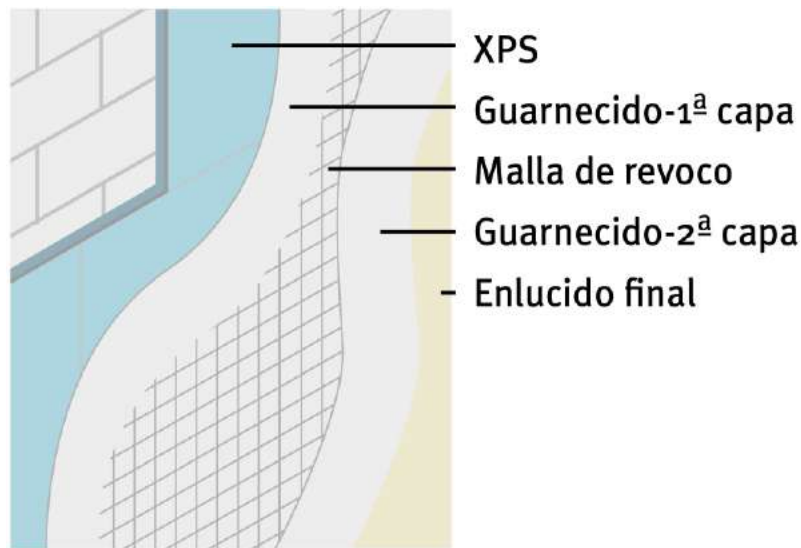 XPS
Guarnecido-1ª capa
Malla de revoco
Guarnecido-2ª capa
Enlucido final